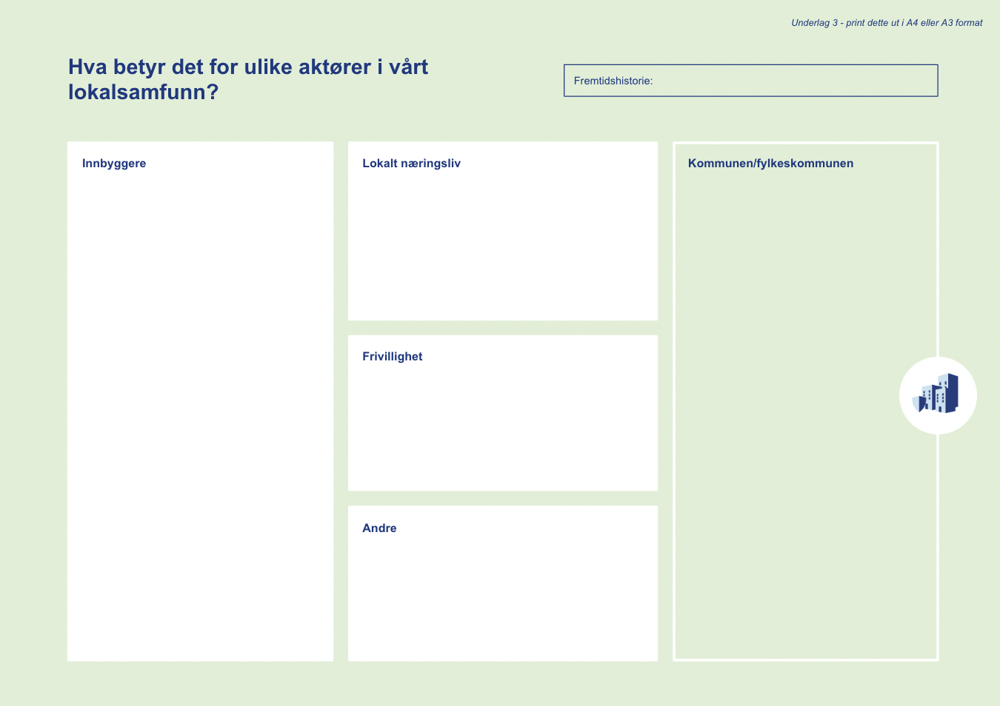 Underlag 3 - print dette ut i A4 eller A3 format
Hva betyr det for ulike aktører i vårt
lokalsamfunn?
Fremtidshistorie:
Innbyggere
Lokalt næringsliv
Kommunen/fylkeskommunen
Frivillighet
Andre